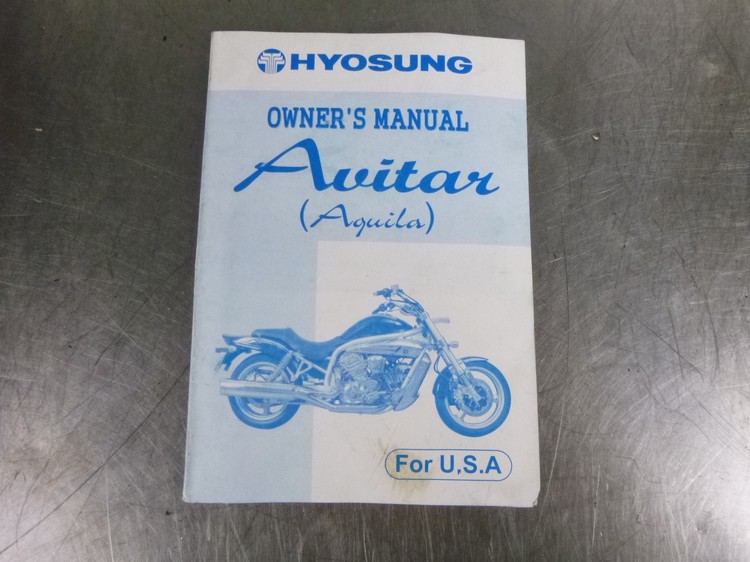 HYOSUNG
OWNER'S MANUAL
Avitar
(Aquila)
For U,S.A